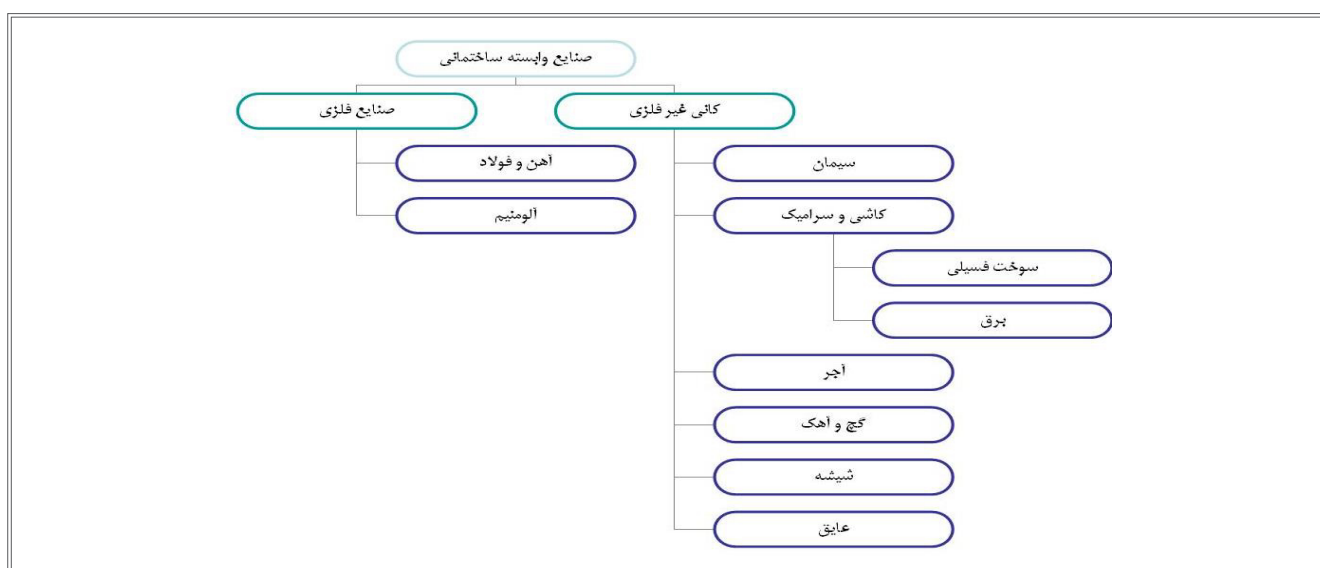 صنایع وابسته ساختمانی
کانی غیر فلزی
صنایع فلزی
سیمان
آهن و فولاد
کاشی و سرامیک
آلومنیم
سوخت فسیلی
برق
آجر
گچ و آهک
شیشه
عایق